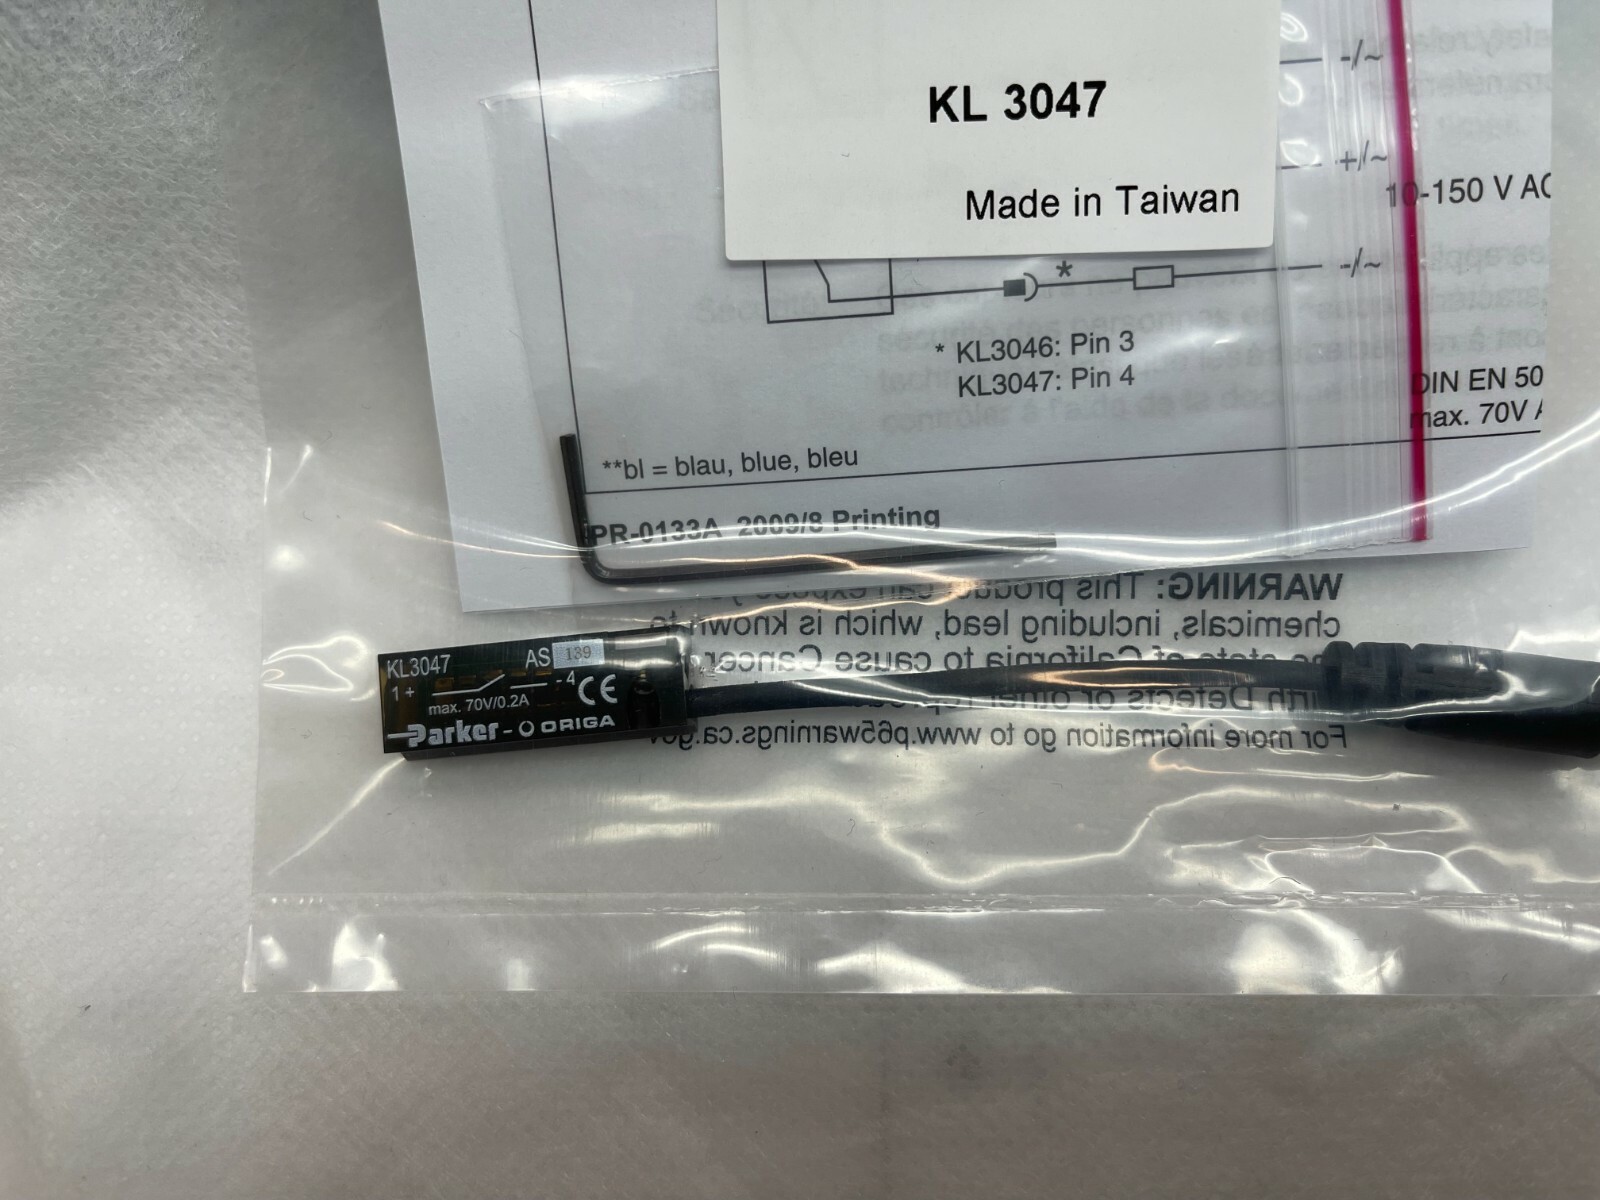 KL 3047
Made in Taiwan
-/~
+/~
10-150 V AC
*
-/~
* KL3046: Pin 3
KL3047: Pin 4
DIN EN 50
max. 70V A
**bl = blau, blue, bleu
PR-0133A 2009/8 Printing
WARNING: This product can expose
chemicals, including lead, which is known to
the state of California to cause Cancer
Birth Defects or other
For more information go to www.p65warnings.ca.gov
KL3047 AS 139
1 + -4 CE
max. 70V/0.2A
Parker - ORIGA